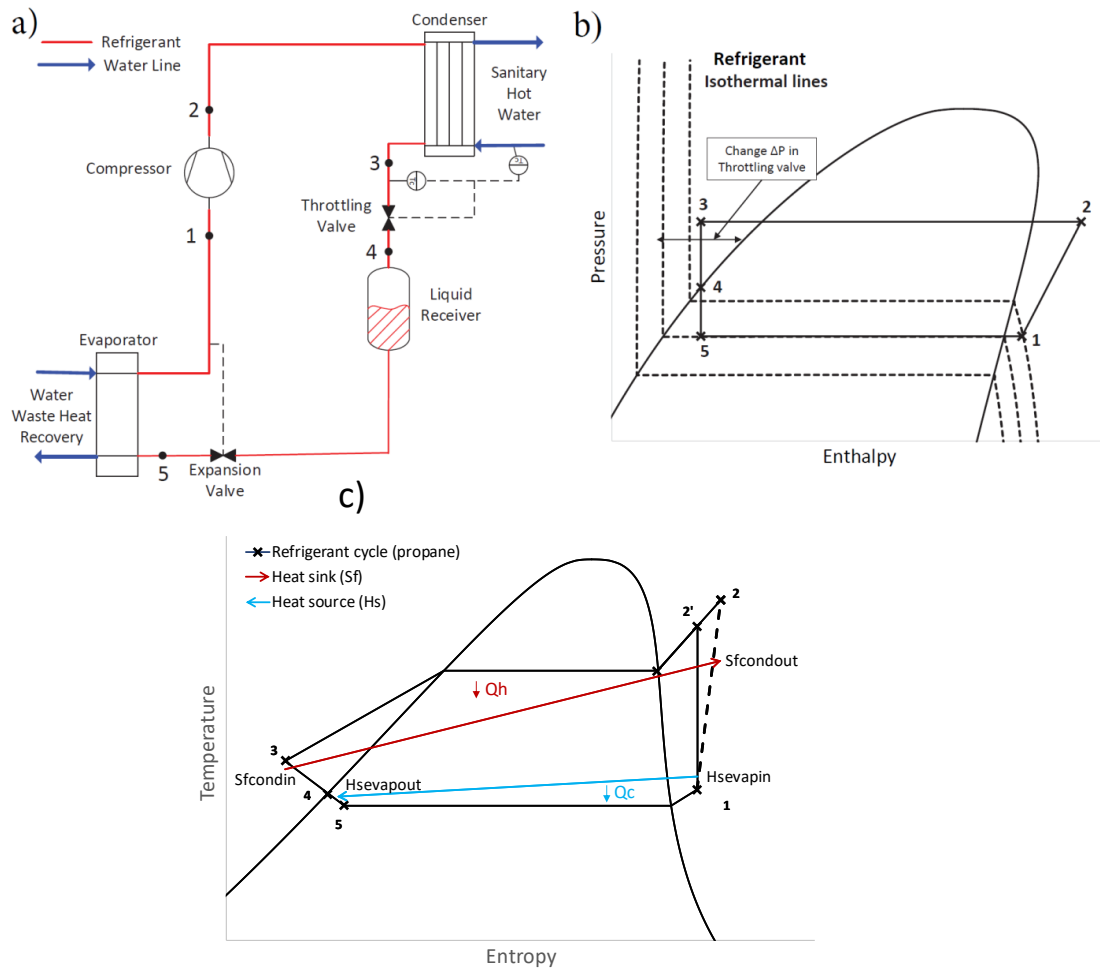 a)
Refrigerant
Water Line
Condenser
Sanitary
Hot
Water
2
Compressor
3
Tc
Tc
Throttling
Valve
1
4
Liquid
Receiver
Evaporator
Water
Waste Heat
Recovery
5
Expansion
Valve
b)
Refrigerant
Isothermal lines
Change ΔP in
Throttling valve
3
2
4
5
1
Pressure
Enthalpy
c)
Refrigerant cycle (propane)
Heat sink (Sf)
Heat source (Hs)
2
2'
Sfcondout
Qh
3
Sfcondin
Hsevapout
Hsevapin
4
Qc
5
1
Temperature
Entropy